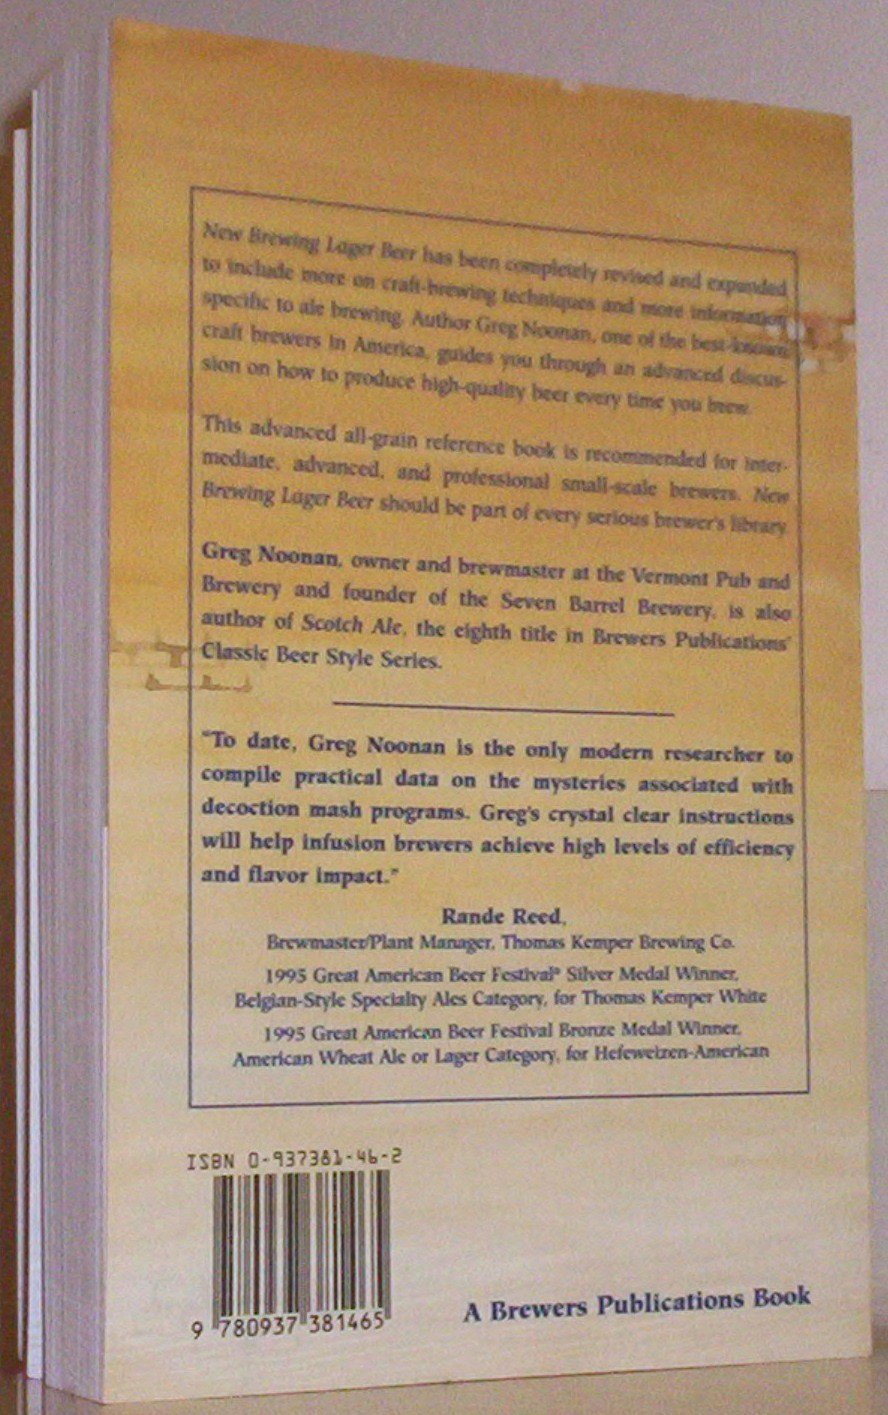 New Brewing Lager Beer has been completely revised and expanded
to include more on craft-brewing techniques and more information
specific to ale brewing. Author Greg Noonan, one of the best-known
craft brewers in America, guides you through an advanced discus-
sion on how to produce high-quality beer every time you brew.
This advanced all-grain reference book is recommended for inter-
mediate, advanced, and professional small-scale brewers. New
Brewing Lager Beer should be part of every serious brewer's library.
Greg Noonan, owner and brewmaster at the Vermont Pub and
Brewery and founder of the Seven Barrel Brewery, is also
author of Scotch Ale, the eighth title in Brewers Publications'
Classic Beer Style Series.
"To date, Greg Noonan is the only modern researcher to
compile practical data on the mysteries associated with
decoction mash programs. Greg's crystal clear instructions
will help infusion brewers achieve high levels of efficiency
and flavor impact."
Rande Reed,
Brewmaster/Plant Manager, Thomas Kemper Brewing Co.
1995 Great American Beer Festival® Silver Medal Winner,
Belgian-Style Specialty Ales Category, for Thomas Kemper White
1995 Great American Beer Festival Bronze Medal Winner,
American Wheat Ale or Lager Category, for Hefeweizen-American
ISBN 0-937381-46-2
9 780937 381465
A Brewers Publications Book